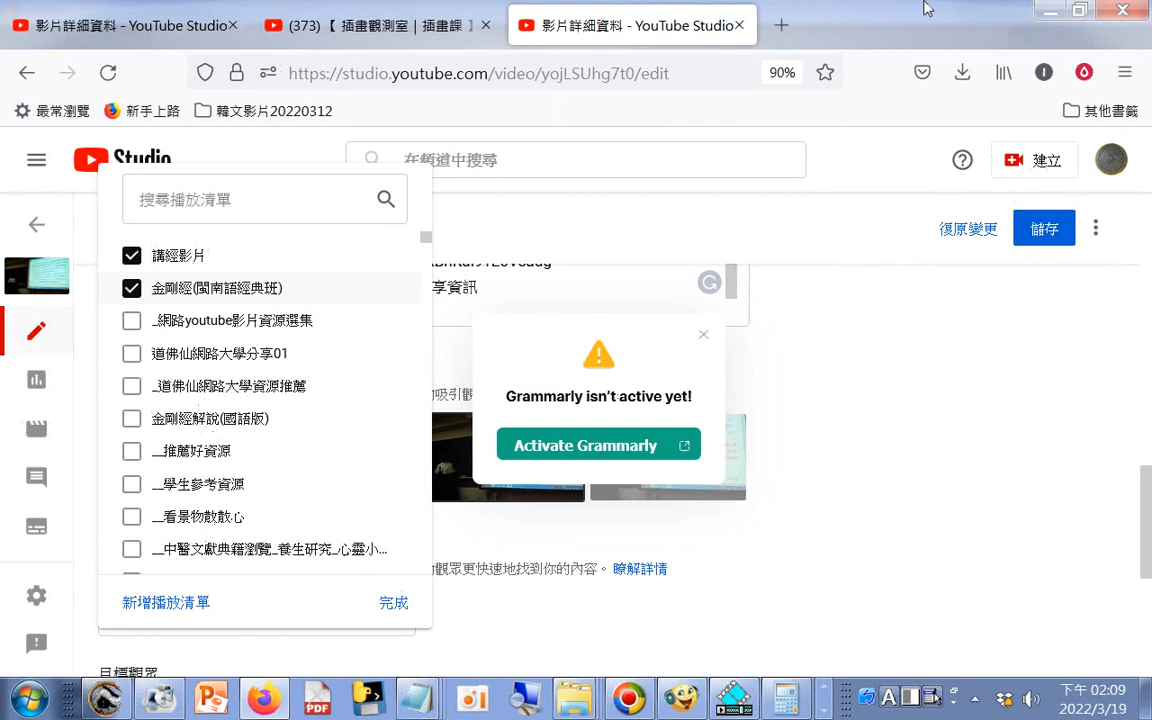 影片詳細資料 - YouTube Studio
(373)【 插畫觀測室 | 插畫課 】
影片詳細資料 - YouTube Studio
https://studio.youtube.com/video/yojLSUhg7t0/edit
90%
最常瀏覽
新手上路
韓文影片20220312
其他書籤
Studio
在頻道中搜尋
建立
搜尋播放清單
復原變更
儲存
講經影片
金剛經(閩南語經典班)
享資訊
_網路youtube影片資源選集
道佛仙網路大學分享01
_道佛仙網路大學資源推薦
吸引觀
Grammarly isn't active yet!
金剛經解說(國語版)
Activate Grammarly
__推薦好資源
__學生參考資源
__看景物散散心
__中醫文獻典籍瀏覽_養生研究_心靈小...
觀眾更快速地找到你的內容。 瞭解詳情
新增播放清單
完成
目標觀眾
PDF
下午 02:09
2022/3/19